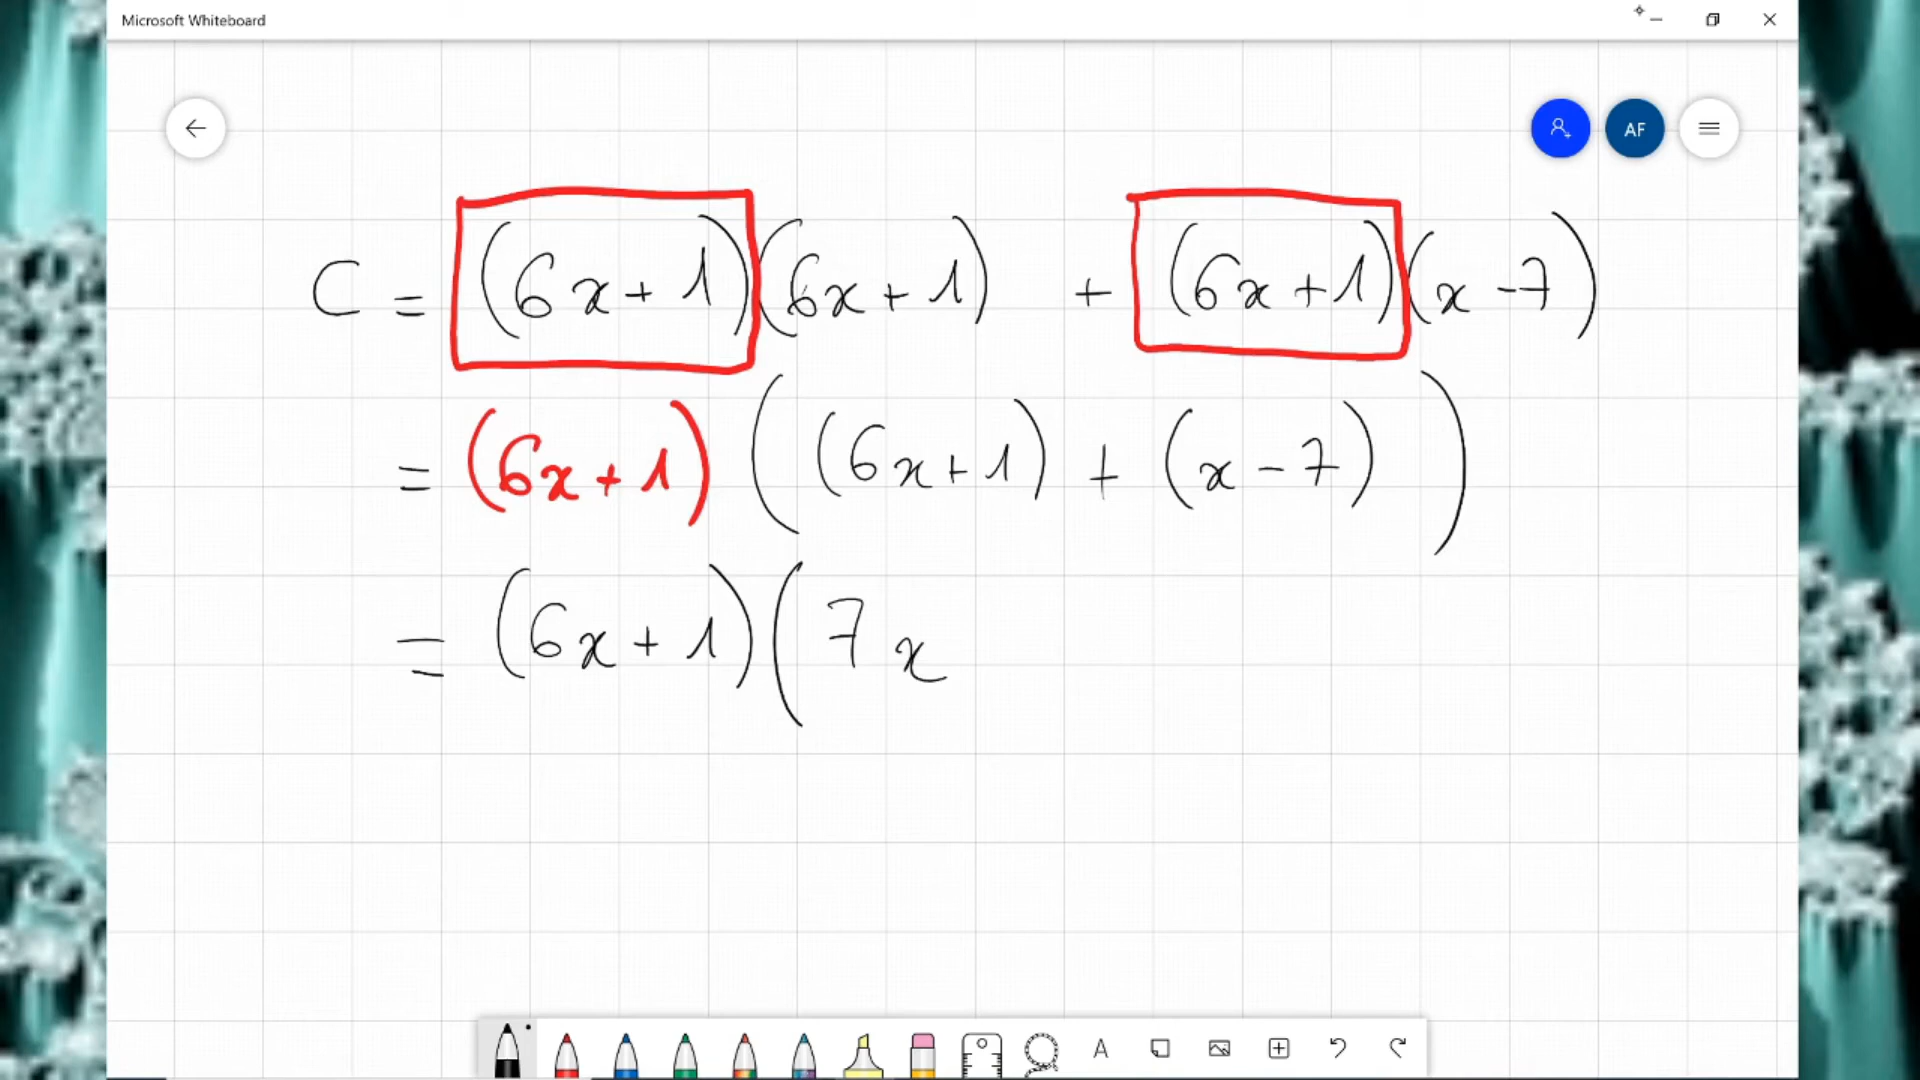 Microsoft Whiteboard
AF
C = (6x+1)(6x+1) + (6x+1)(x-7)
= (6x+1) ((6x+1) + (x-7))
= (6x+1)(7x
A